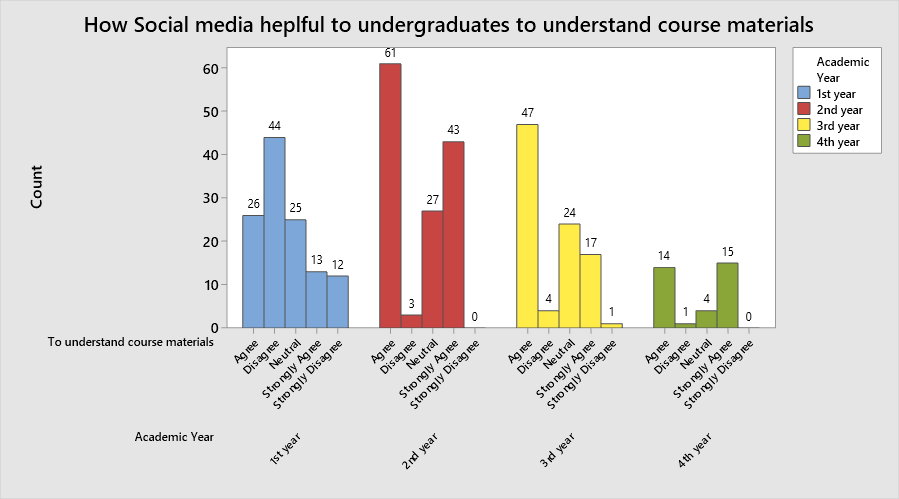 How Social media heplful to undergraduates to understand course materials
Academic
Year
1st year
2nd year
3rd year
4th year
Count
60
50
40
30
20
10
0
26
44
25
13
12
61
3
27
43
0
47
4
24
17
1
14
1
4
15
0
To understand course materials
Agree
Disagree
Neutral
Strongly Agree
Strongly Disagree
Agree
Disagree
Neutral
Strongly Agree
Strongly Disagree
Agree
Disagree
Neutral
Strongly Agree
Strongly Disagree
Agree
Disagree
Neutral
Strongly Agree
Strongly Disagree
Academic Year
1st year
2nd year
3rd year
4th year